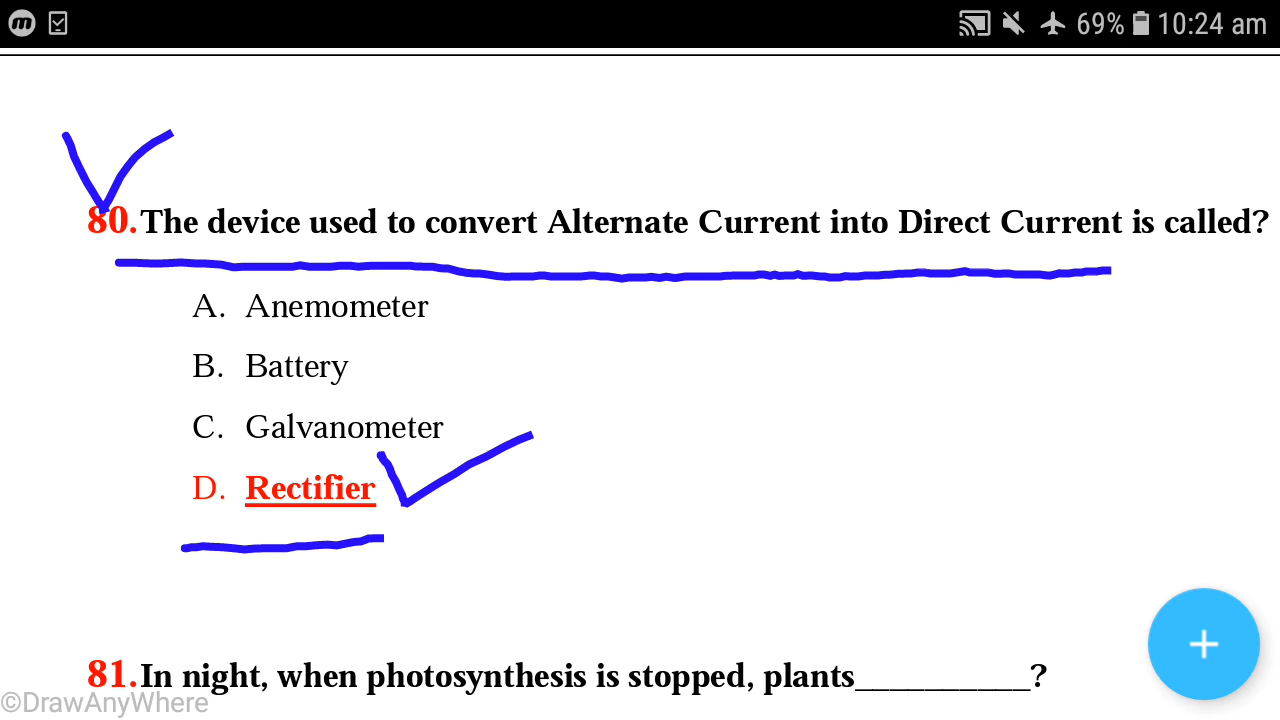 69% 10:24 am
80. The device used to convert Alternate Current into Direct Current is called?
A. Anemometer
B. Battery
C. Galvanometer
D. Rectifier
81. In night, when photosynthesis is stopped, plants__________?
©DrawAnyWhere